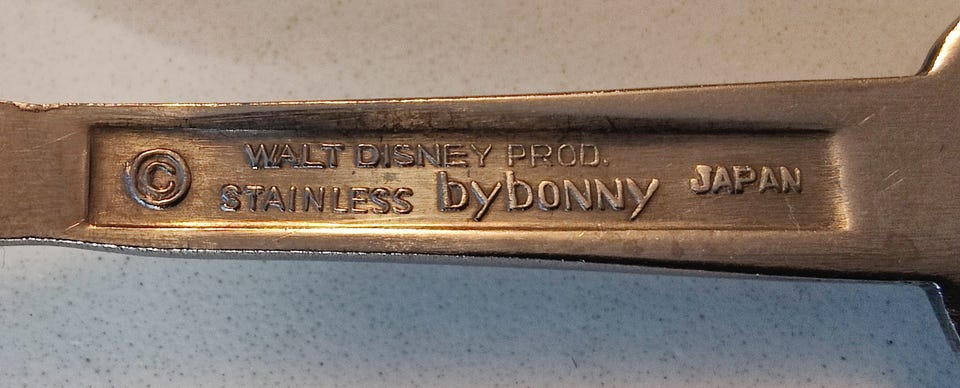 © WALT DISNEY PROD.
STAINLESS bybonny JAPAN